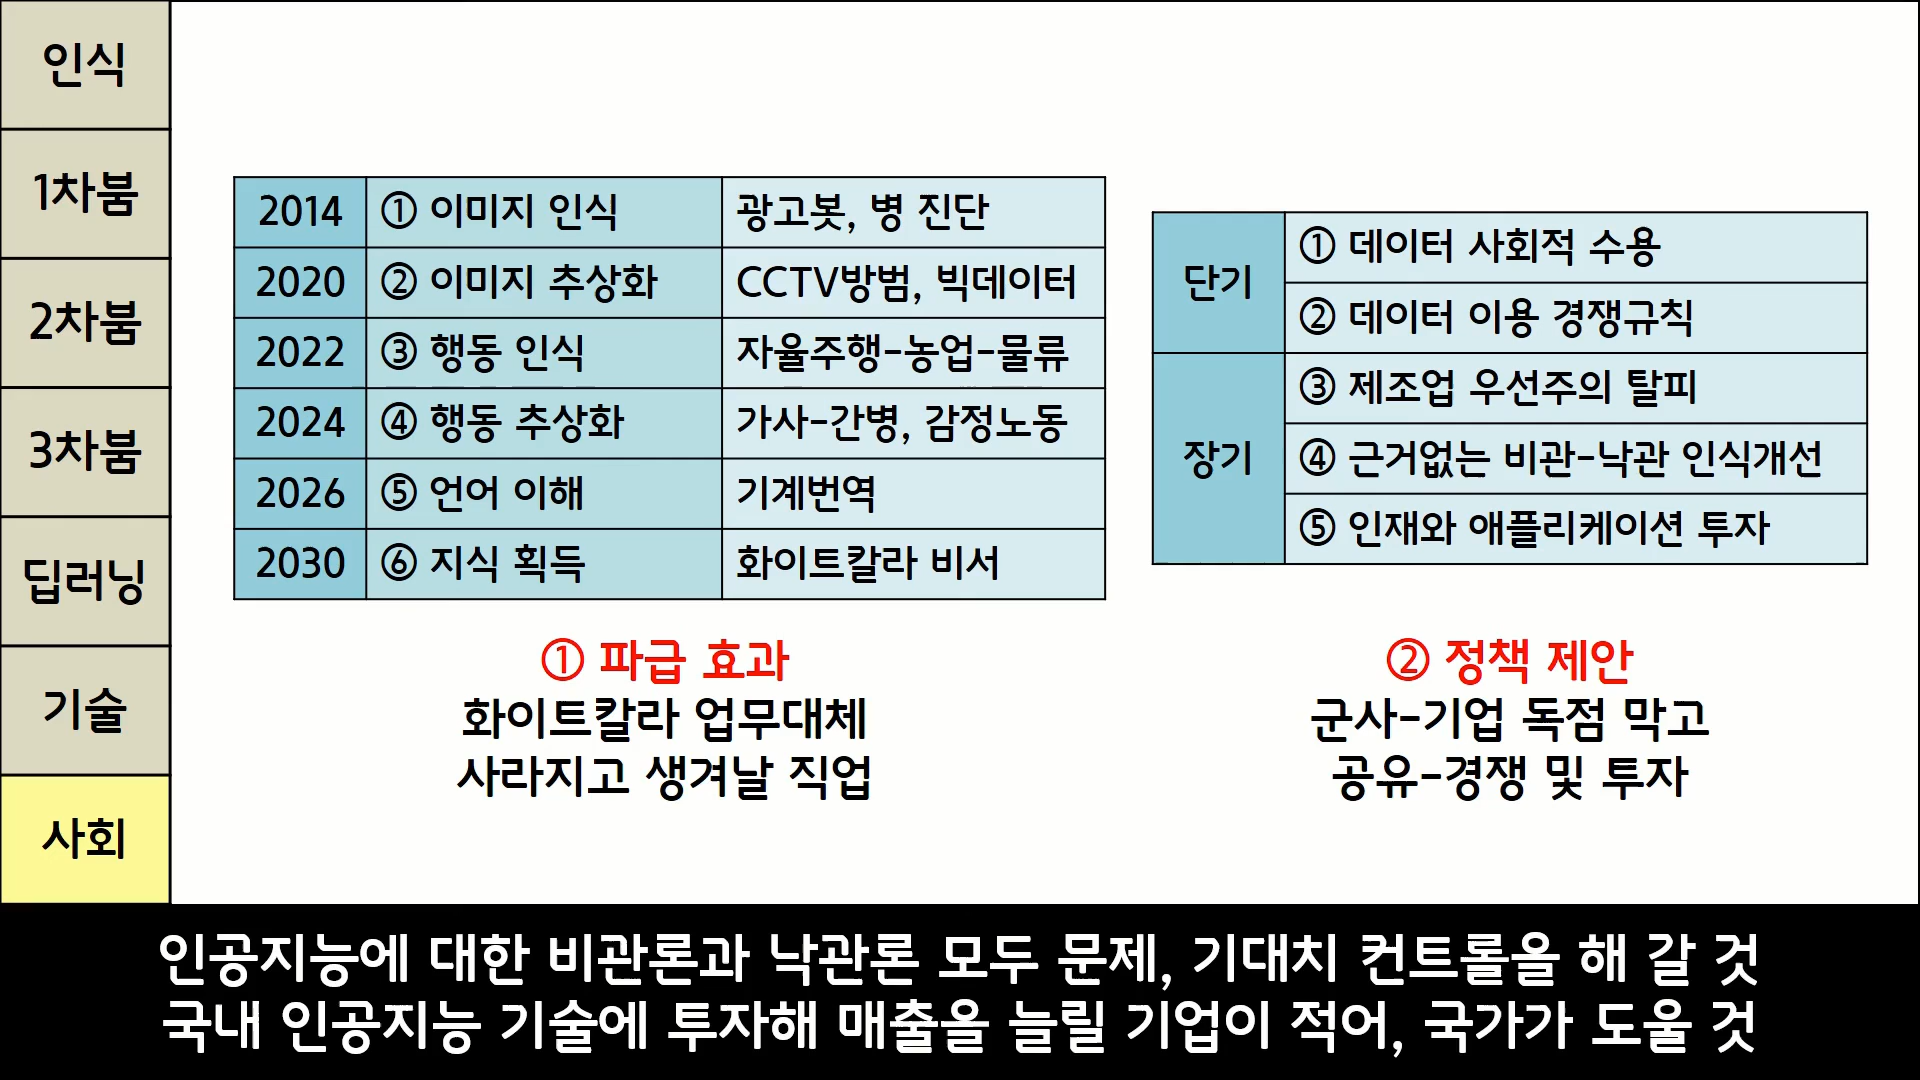 인식
1차붐
2차붐
3차붐
딥러닝
기술
사회
2014 ① 이미지 인식 광고봇, 병 진단
2020 ② 이미지 추상화 CCTV방범, 빅데이터
2022 ③ 행동 인식 자율주행-농업-물류
2024 ④ 행동 추상화 가사-간병, 감정노동
2026 ⑤ 언어 이해 기계번역
2030 ⑥ 지식 획득 화이트칼라 비서
① 파급 효과
화이트칼라 업무대체
사라지고 생겨날 직업
단기
① 데이터 사회적 수용
② 데이터 이용 경쟁규칙
장기
③ 제조업 우선주의 탈피
④ 근거없는 비관-낙관 인식개선
⑤ 인재와 애플리케이션 투자
② 정책 제안
군사-기업 독점 막고
공유-경쟁 및 투자
인공지능에 대한 비관론과 낙관론 모두 문제, 기대치 컨트롤을 해 갈 것
국내 인공지능 기술에 투자해 매출을 늘릴 기업이 적어, 국가가 도울 것